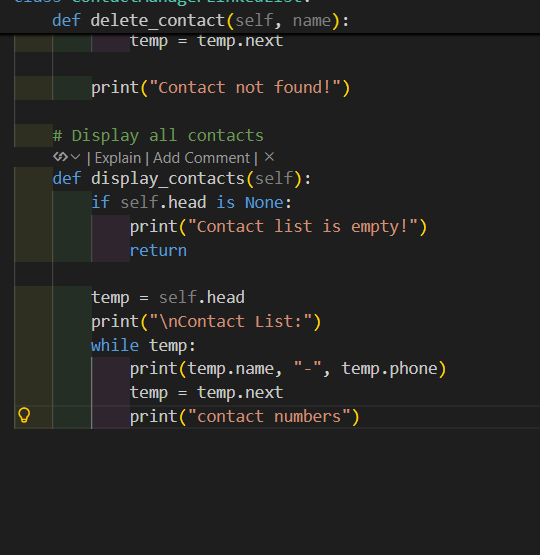 def delete_contact(self, name):
temp = temp.next
print("Contact not found!")
# Display all contacts
| Explain | Add Comment | ×
def display_contacts(self):
if self.head is None:
print("Contact list is empty!")
return
temp = self.head
print("\nContact List:")
while temp:
print(temp.name, "-", temp.phone)
temp = temp.next
print("contact numbers")